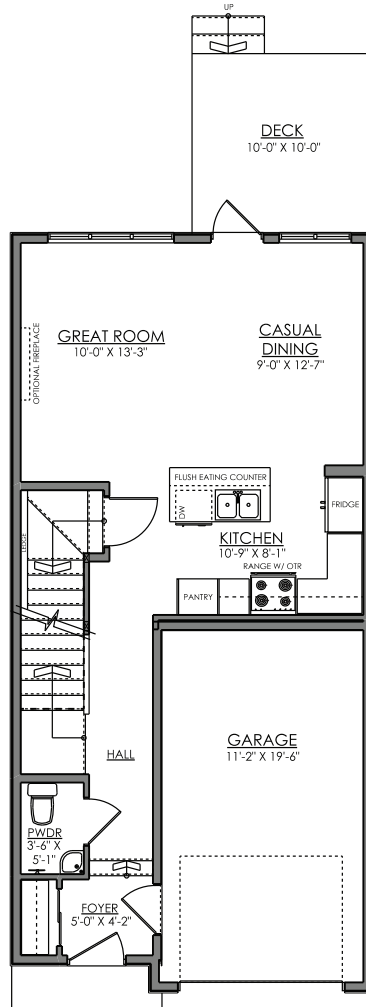 UP
DECK
10'-0" X 10'-0"
OPTIONAL FIREPLACE
GREAT ROOM
10'-0" X 13'-3"
CASUAL
DINING
9'-0" X 12'-7"
FLUSH EATING COUNTER
DW
FRIDGE
KITCHEN
10'-9" X 8'-1"
RANGE W/ OTR
PANTRY
LEDGE
GARAGE
11'-2" X 19'-6"
HALL
PWDR
3'-6" X
5'-1"
FOYER
5'-0" X 4'-2"